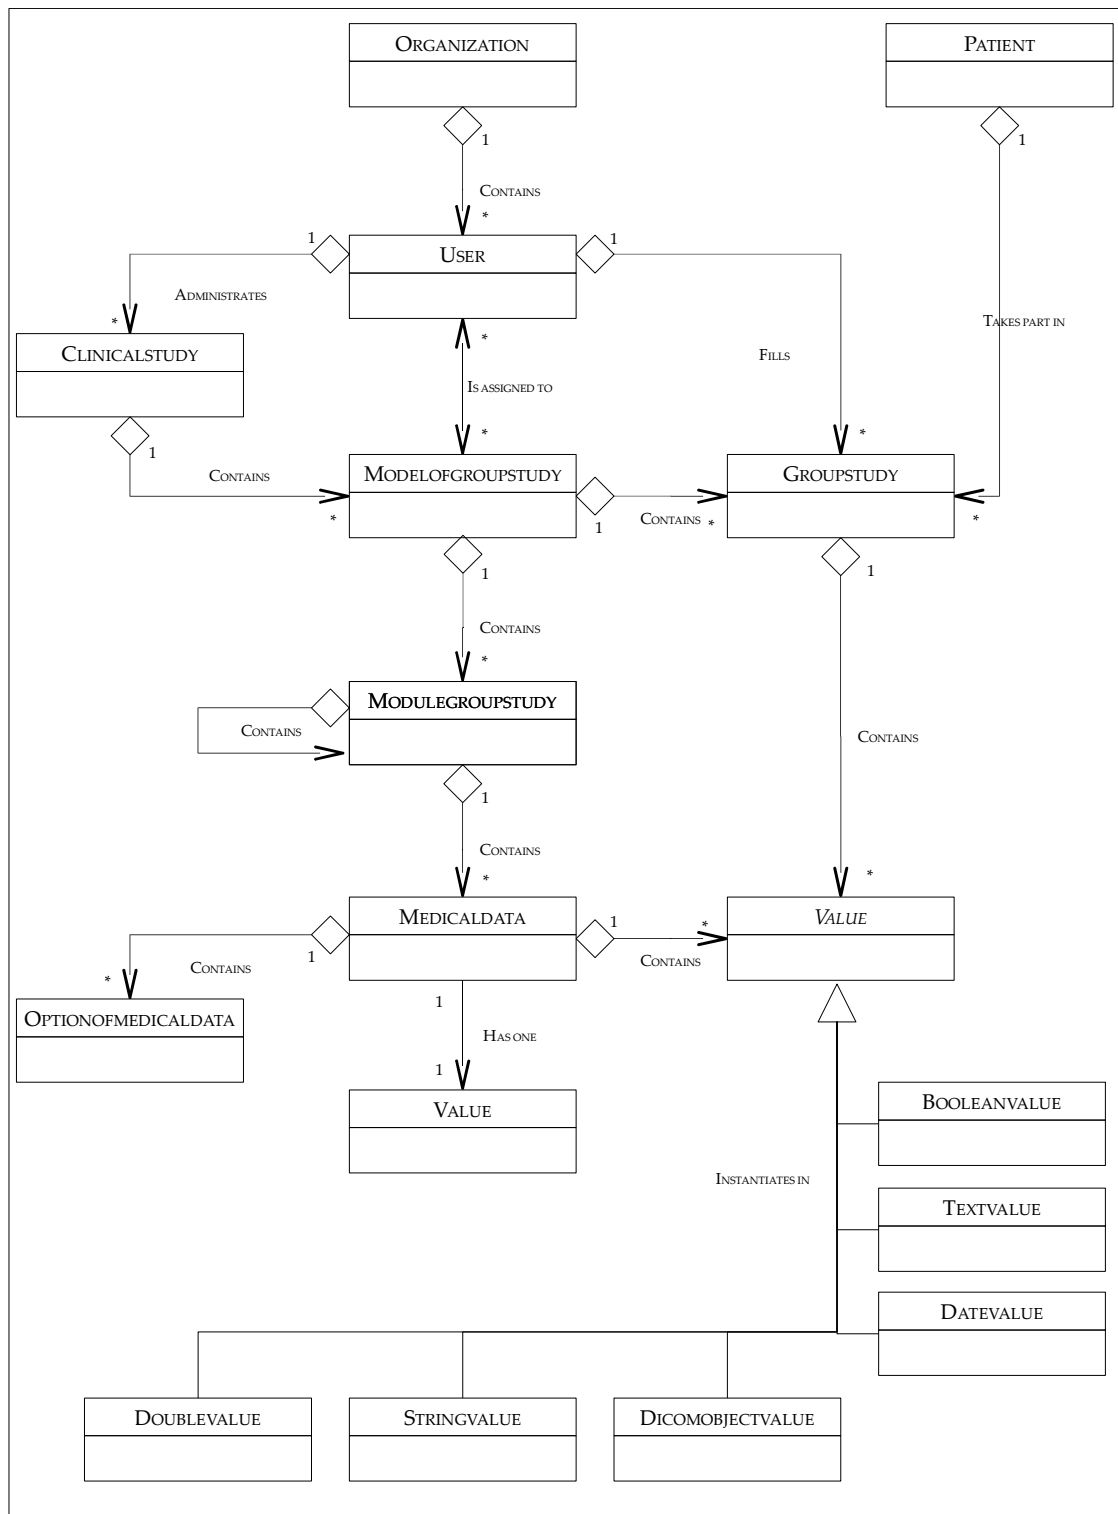 Organization
Patient
1
1
Contains
*
1
User
1
Administrates
*
*
Takes part in
Clinicalstudy
Fills
Is assigned to
*
*
1
Modelofgroupstudy
Groupstudy
Contains
*
1
Contains
*
*
1
1
Contains
*
Modulegroupstudy
Contains
Contains
1
Contains
*
*
Medicaldata
Value
1
*
1
Contains
Contains
*
1
Optionofmedicaldata
Has one
1
Value
Booleanvalue
Instantiates in
Textvalue
Datevalue
Doublevalue
Stringvalue
Dicomobjectvalue